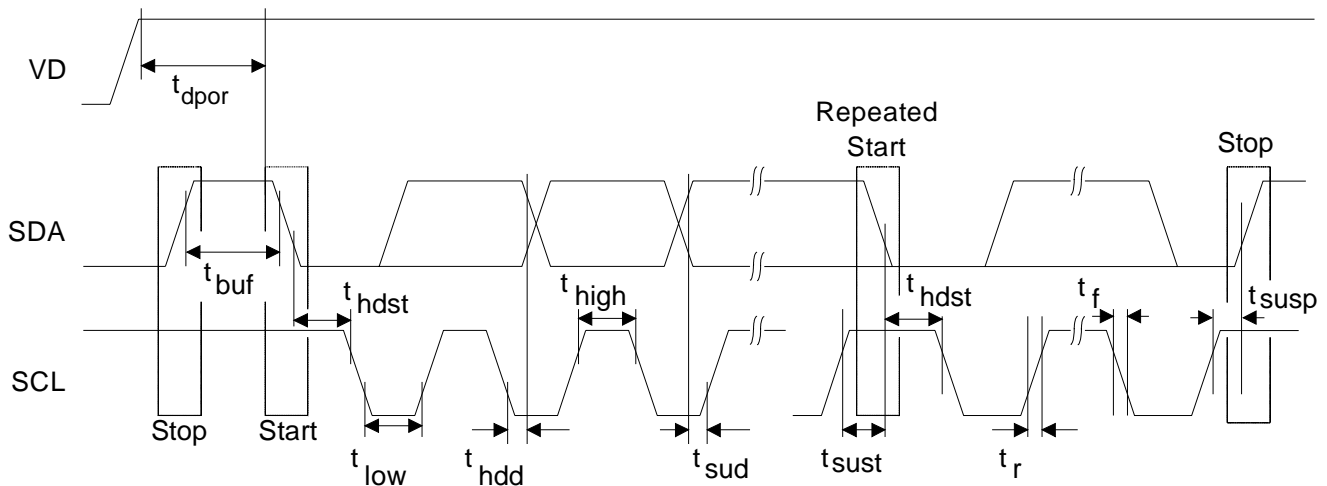 VD
t dpor
Repeated
Start
Stop
SDA
t buf
t hdst
t high
t hdst
t f
t susp
SCL
Stop
Start
t low
t hdd
t sud
t sust
t r